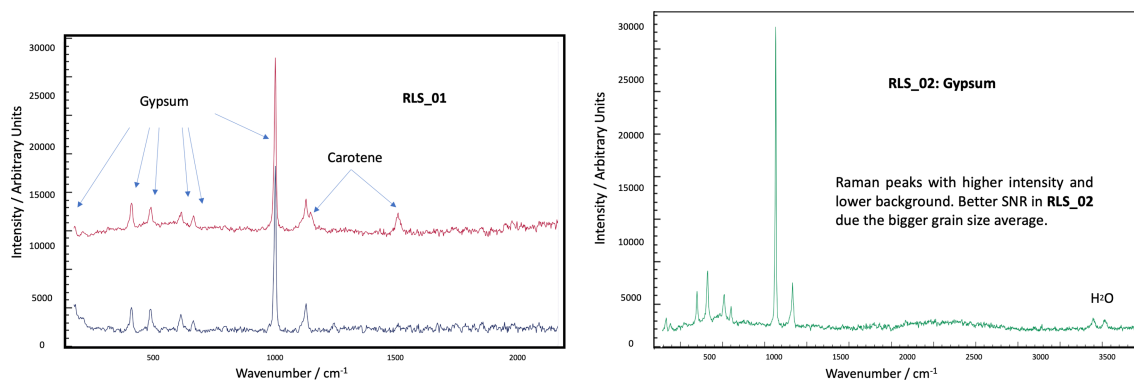 30000
25000
20000
15000
10000
5000
0
Intensity / Arbitrary Units
Gypsum
RLS_01
Carotene
500
1000
1500
2000
Wavenumber / cm-1
30000
25000
20000
15000
10000
5000
0
Intensity / Arbitrary Units
RLS_02: Gypsum
Raman peaks with higher intensity and
lower background. Better SNR in RLS_02
due the bigger grain size average.
H2O
500
1000
1500
2000
2500
3000
3500
Wavenumber / cm-1